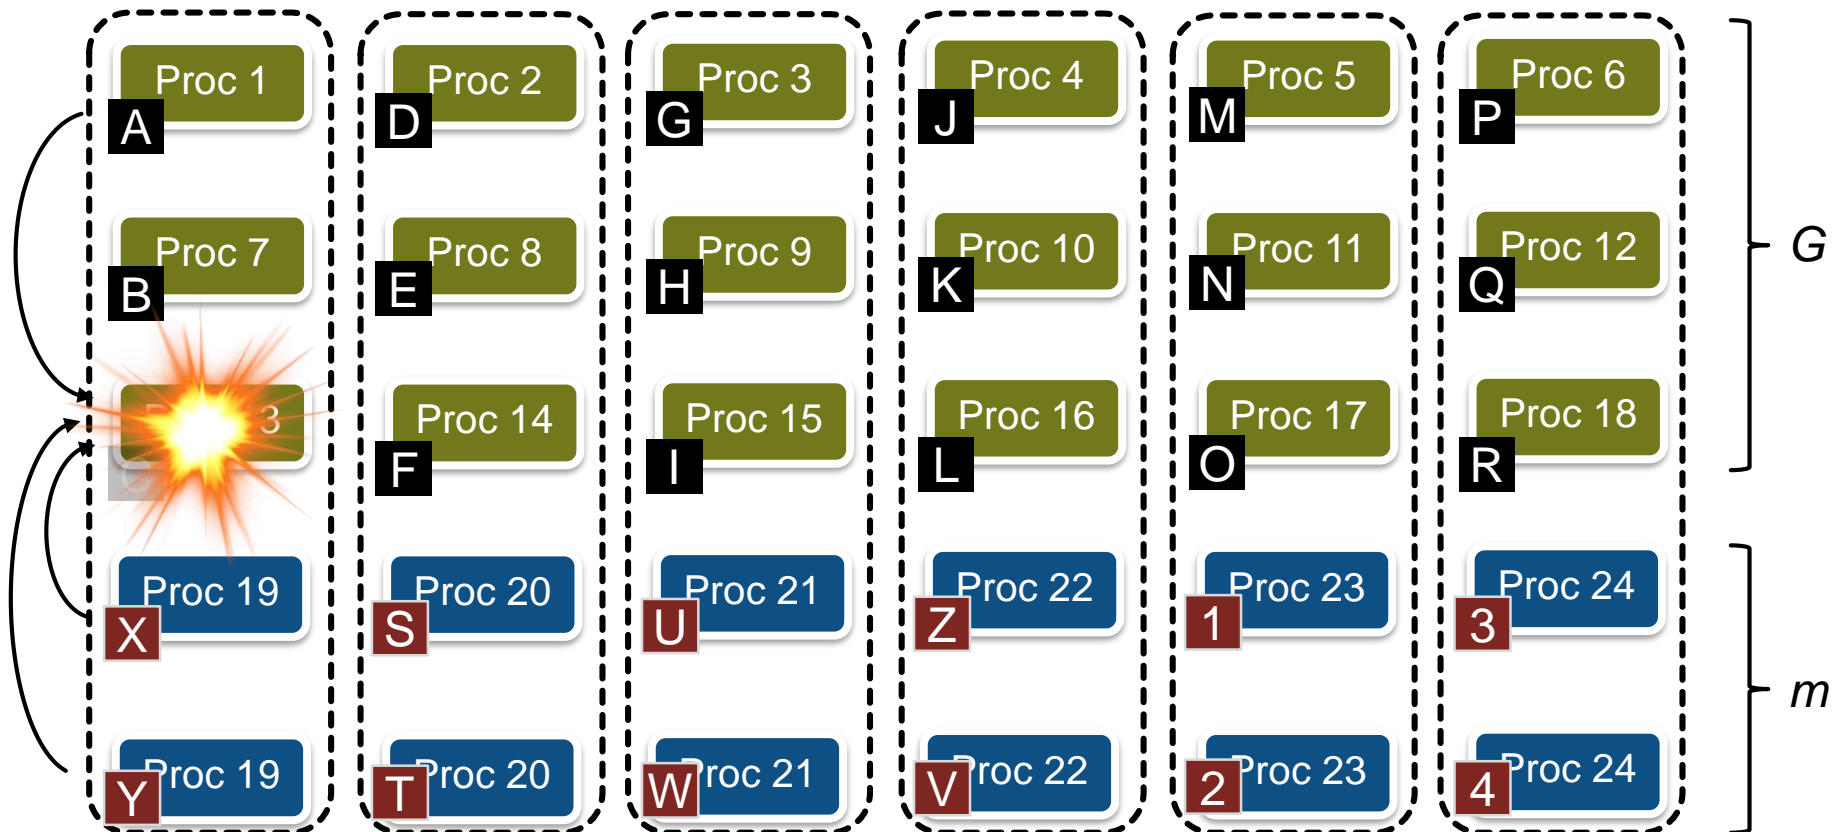 Proc 1
A
Proc 2
D
Proc 3
G
Proc 4
J
Proc 5
M
Proc 6
P
Proc 7
B
Proc 8
E
Proc 9
H
Proc 10
K
Proc 11
N
Proc 12
Q
G
3
Proc 14
F
Proc 15
I
Proc 16
L
Proc 17
O
Proc 18
R
Proc 19
X
Proc 20
S
Proc 21
U
Proc 22
Z
Proc 23
1
Proc 24
3
m
Proc 19
Y
Proc 20
T
Proc 21
W
Proc 22
V
Proc 23
2
Proc 24
4